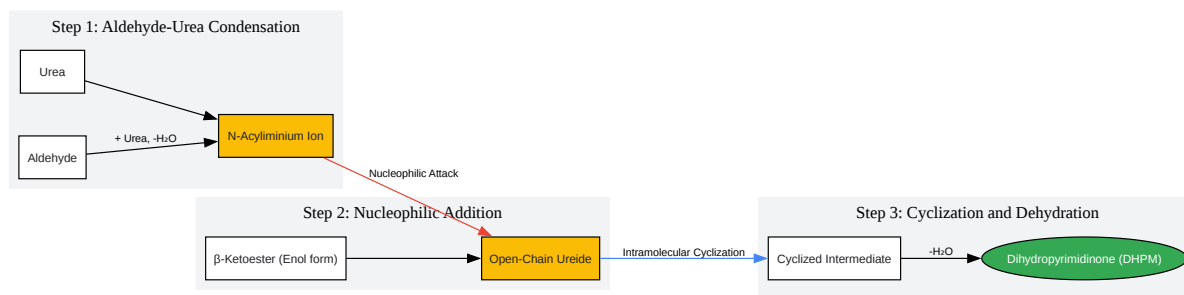 Step 1: Aldehyde-Urea Condensation
Urea
Aldehyde
+ Urea, -H₂O
N-Acyliminium Ion
Nucleophilic Attack
Step 2: Nucleophilic Addition
β-Ketoester (Enol form)
Open-Chain Ureide
Intramolecular Cyclization
Step 3: Cyclization and Dehydration
Cyclized Intermediate
-H₂O
Dihydropyrimidinone (DHPM)